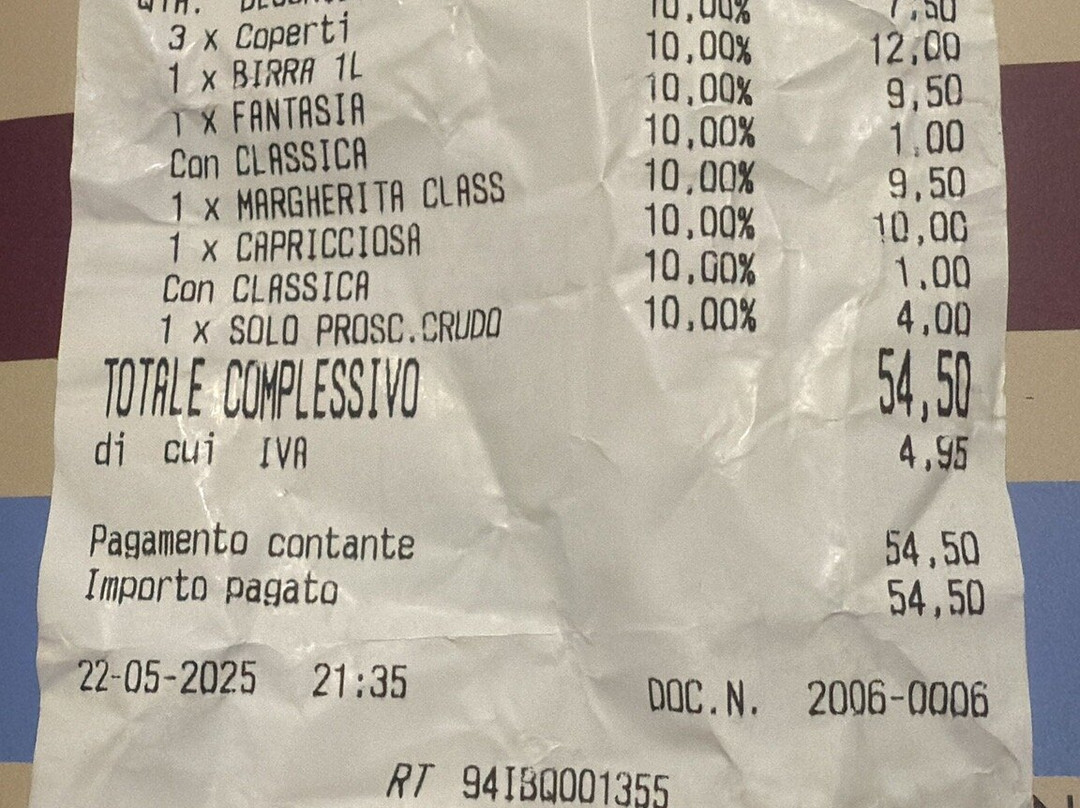 3 x Coperti 10,00% 7,50
1 x BIRRA 1L 10,00% 12,00
1 x FANTASIA 10,00% 9,50
Con CLASSICA 10,00% 1,00
1 x MARGHERITA CLASS 10,00% 9,50
1 x CAPRICCIOSA 10,00% 10,00
Con CLASSICA 10,00% 1,00
1 x SOLO PROSC.CRUDO 10,00% 4,00
TOTALE COMPLESSIVO 54,50
di cui IVA 4,95
Pagamento contante 54,50
Importo pagato 54,50
22-05-2025 21:35 DOC.N. 2006-0006
RT 94IBQ001355